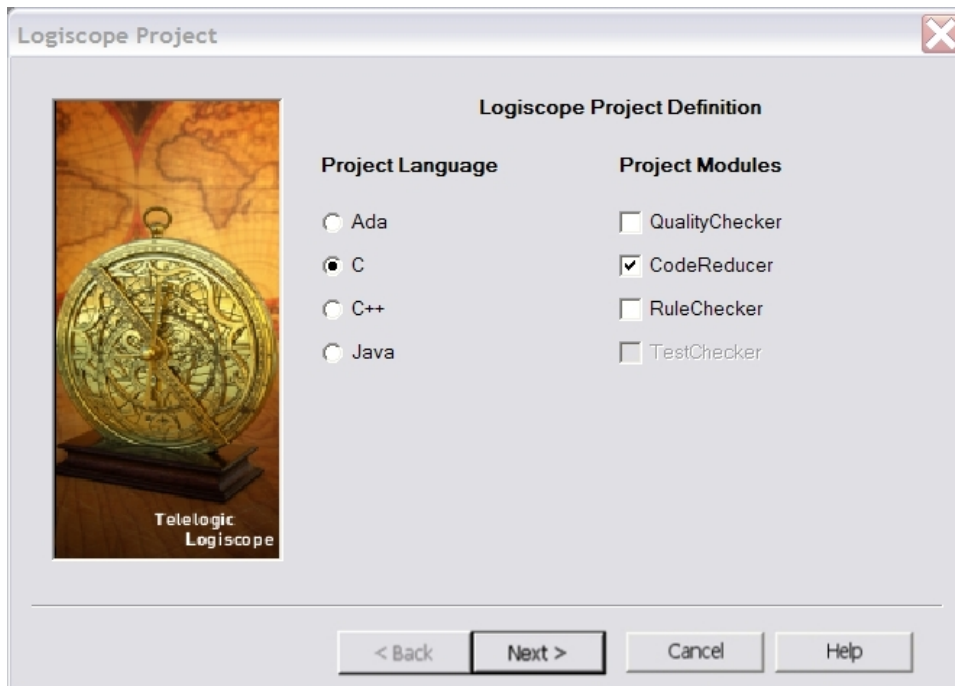 Logiscope Project
Logiscope Project Definition
Project Language
Project Modules
Ada
QualityChecker
C
CodeReducer
C++
RuleChecker
Java
TestChecker
Telelogic
Logiscope
< Back
Next >
Cancel
Help